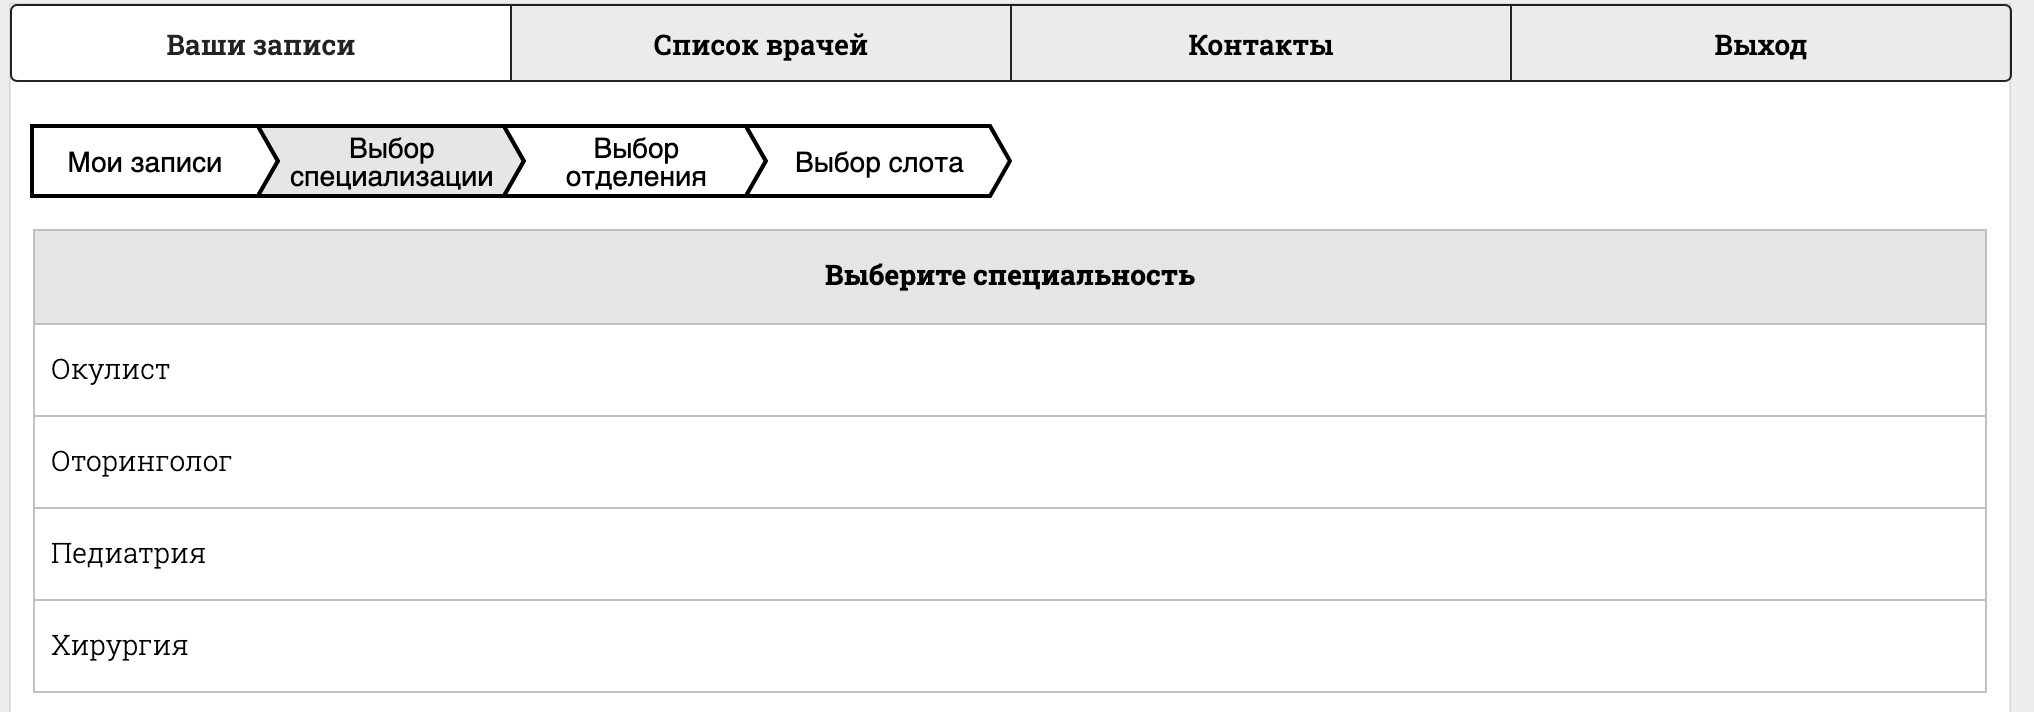 Ваши записи
Список врачей
Контакты
Выход
Мои записи
Выбор
специализации
Выбор
отделения
Выбор слота
Выберите специальность
Окулист
Оторинголог
Педиатрия
Хирургия